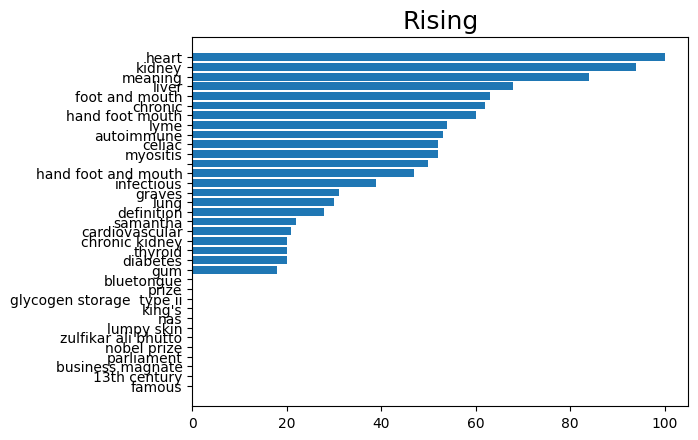 Rising
heart
kidney
meaning
liver
foot and mouth
chronic
hand foot mouth
lyme
autoimmune
celiac
myositis
hand foot and mouth
infectious
graves
lung
definition
samantha
cardiovascular
chronic kidney
thyroid
diabetes
gum
bluetongue
prize
glycogen storage  type ii
king's
nas
lumpy skin
zulfikar ali bhutto
nobel prize
parliament
business magnate
13th century
famous
0 20 40 60 80 100